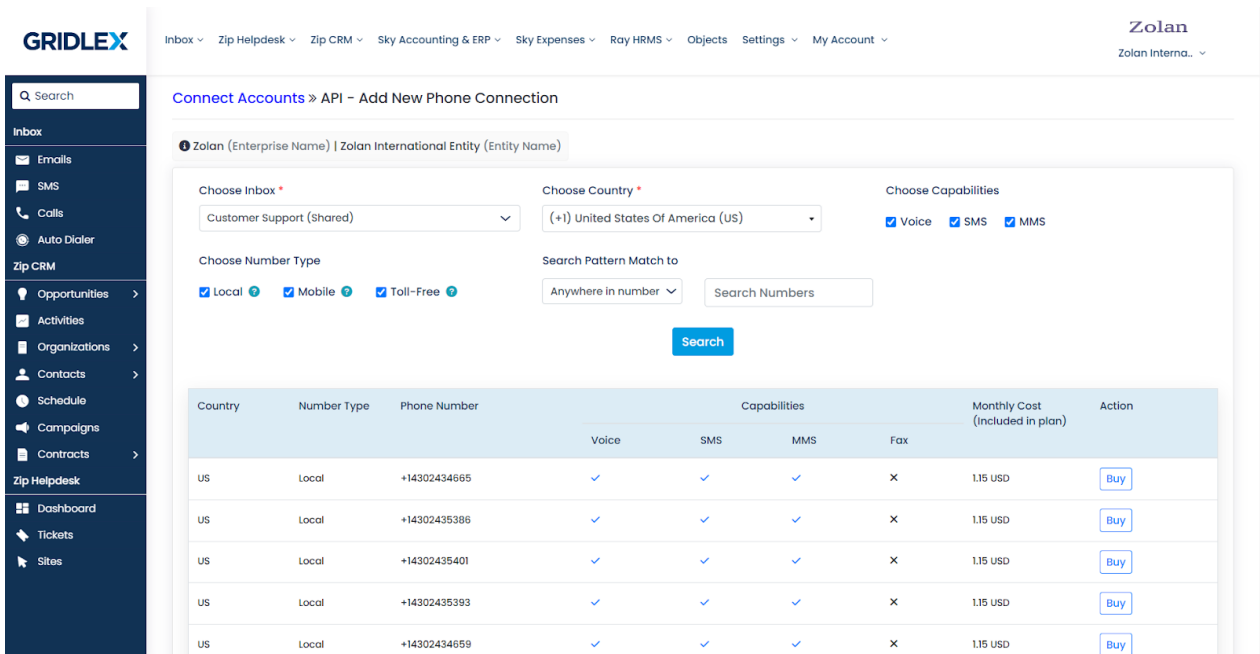 GRIDLEX
Inbox Zip Helpdesk Zip CRM Sky Accounting & ERP Sky Expenses Ray HRMS Objects Settings My Account
Zolan
Zolan Interna..
Search
Inbox
Emails
SMS
Calls
Auto Dialer
Zip CRM
Opportunities
Activities
Organizations
Contacts
Schedule
Campaigns
Contracts
Zip Helpdesk
Dashboard
Tickets
Sites
Connect Accounts » API - Add New Phone Connection
Zolan (Enterprise Name) | Zolan International Entity (Entity Name)
Choose Inbox * Choose Country * Choose Capabilities
Customer Support (Shared) (+1) United States Of America (US) Voice SMS MMS
Choose Number Type Search Pattern Match to
Local ? Mobile ? Toll-Free ? Anywhere in number Search Numbers
Search
Country Number Type Phone Number Capabilities Monthly Cost Action
(Included in plan)
Voice SMS MMS Fax
US Local +14302434665 ✓ ✓ ✓ ✕ 1.15 USD Buy
US Local +14302435386 ✓ ✓ ✓ ✕ 1.15 USD Buy
US Local +14302435401 ✓ ✓ ✓ ✕ 1.15 USD Buy
US Local +14302435393 ✓ ✓ ✓ ✕ 1.15 USD Buy
US Local +14302434659 ✓ ✓ ✓ ✕ 1.15 USD Buy